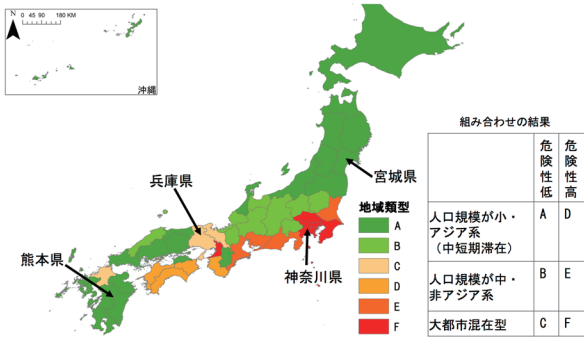 N
0 45 90 180 KM
沖縄
宮城県
兵庫県
熊本県
神奈川県
地域類型
A
B
C
D
E
F
組み合わせの結果
危険性低 危険性高
人口規模が小・
アジア系
(中短期滞在)
A D
人口規模が中・
非アジア系
B E
大都市混在型 C F